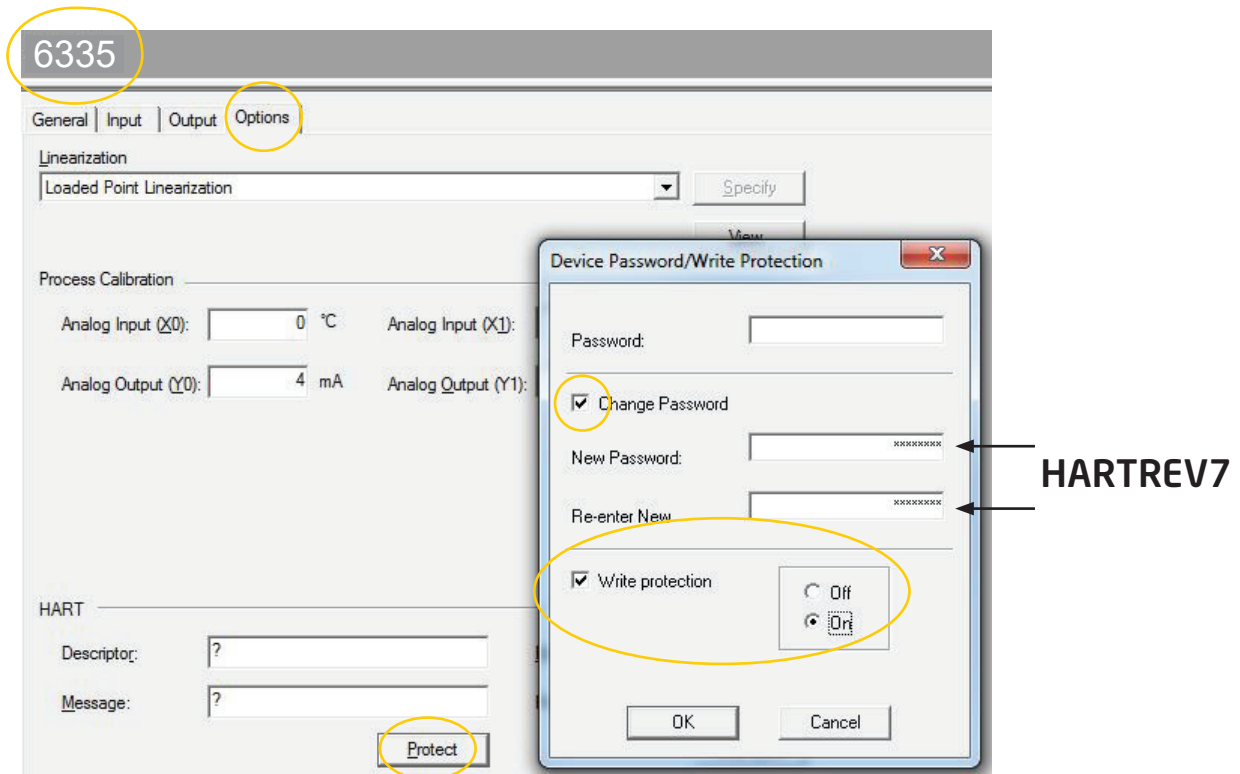 6335
General Input Output Options
Linearization
Loaded Point Linearization Specify
View
Process Calibration
Analog Input (X0): 0 °C Analog Input (X1):
Analog Output (Y0): 4 mA Analog Output (Y1):
HART
Descriptor: ?
Message: ?
Protect
Device Password/Write Protection
Password:
Change Password
New Password: ********
Re-enter New ********
Write protection
Off
On
OK Cancel
HARTREV7